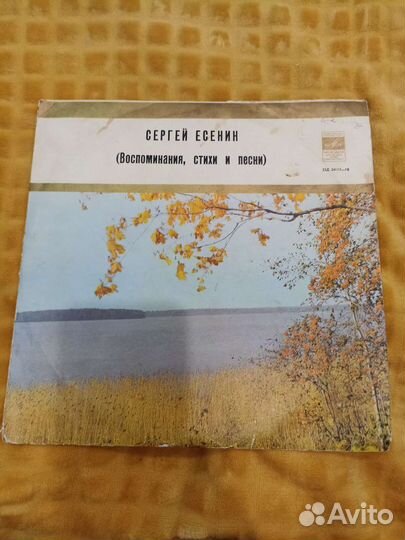 СЕРГЕЙ ЕСЕНИН
(Воспоминания, стихи и песни)
Avito